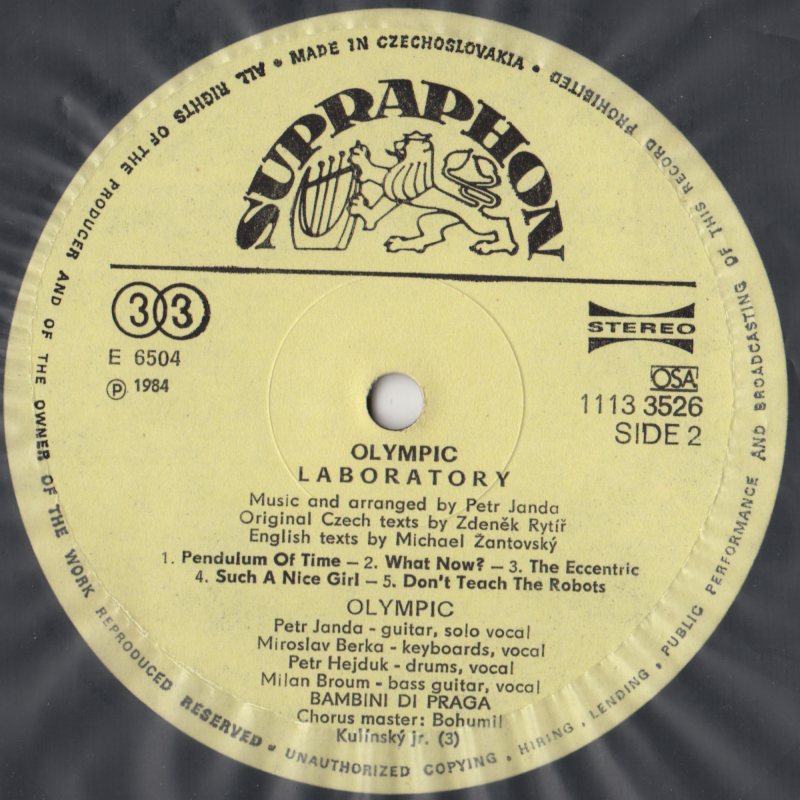 MADE IN CZECHOSLOVAKIA • ALL RIGHTS OF THE PRODUCER AND OF THE OWNER OF THE WORK REPRODUCED RESERVED • UNAUTHORIZED COPYING • HIRING, LENDING, PUBLIC PERFORMANCE AND BROADCASTING OF THIS RECORD PROHIBITED •
SUPRAPHON
33
STEREO
E 6504
Ⓟ 1984
OSA
1113 3526
SIDE 2
OLYMPIC
LABORATORY
Music and arranged by Petr Janda
Original Czech texts by Zdeněk Rytíř
English texts by Michael Žantovský
1. Pendulum Of Time – 2. What Now? – 3. The Eccentric
4. Such A Nice Girl – 5. Don't Teach The Robots
OLYMPIC
Petr Janda - guitar, solo vocal
Miroslav Berka - keyboards, vocal
Petr Hejduk - drums, vocal
Milan Broum - bass guitar, vocal
BAMBINI DI PRAGA
Chorus master: Bohumil
Kulínský jr. (3)